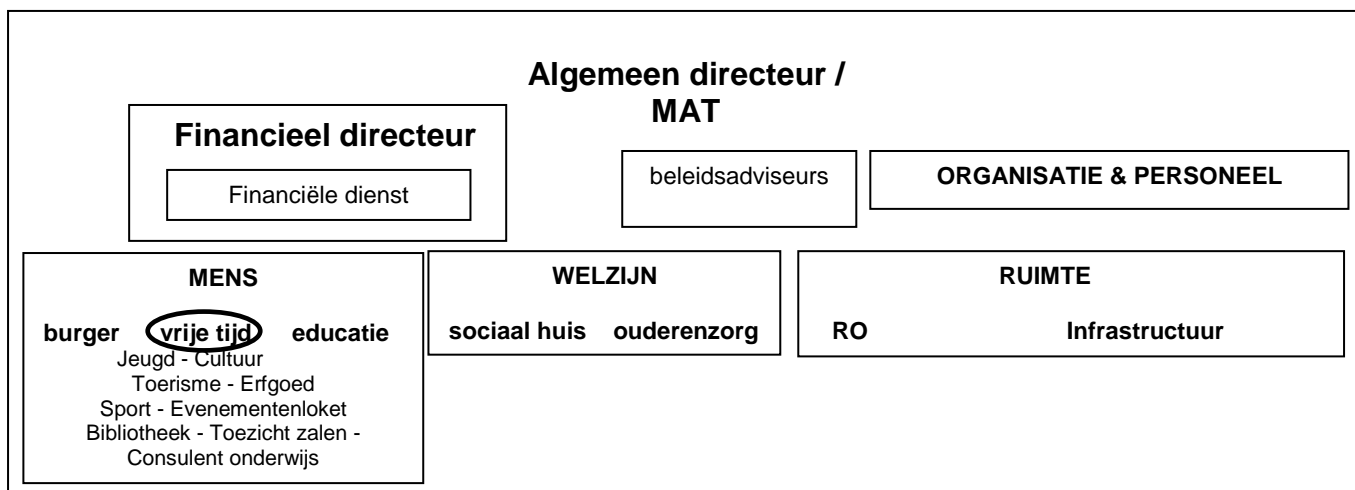 Algemeen directeur /
MAT
Financieel directeur
Financiële dienst
beleidsadviseurs
ORGANISATIE & PERSONEEL
MENS
burger vrije tijd educatie
Jeugd - Cultuur
Toerisme - Erfgoed
Sport - Evenementenloket
Bibliotheek - Toezicht zalen -
Consulent onderwijs
WELZIJN
sociaal huis ouderenzorg
RUIMTE
RO Infrastructuur